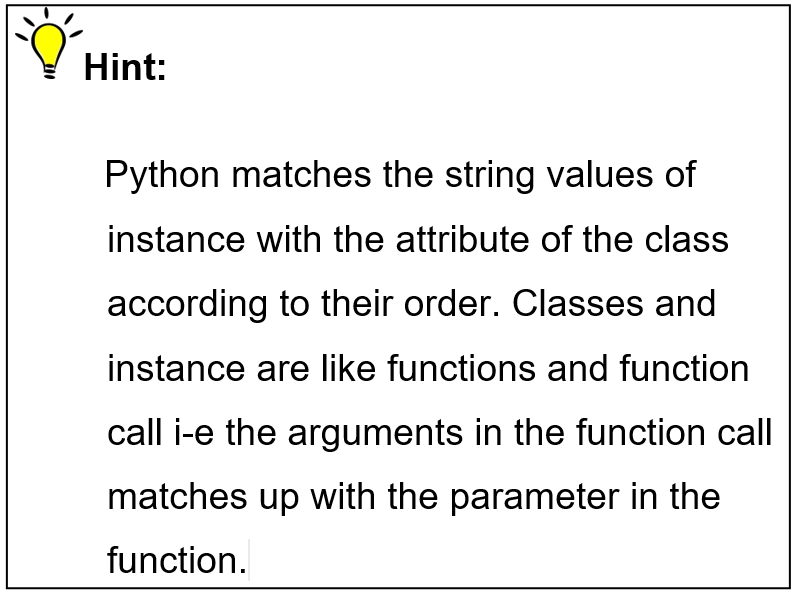 Hint:
Python matches the string values of
instance with the attribute of the class
according to their order. Classes and
instance are like functions and function
call i-e the arguments in the function call
matches up with the parameter in the
function.